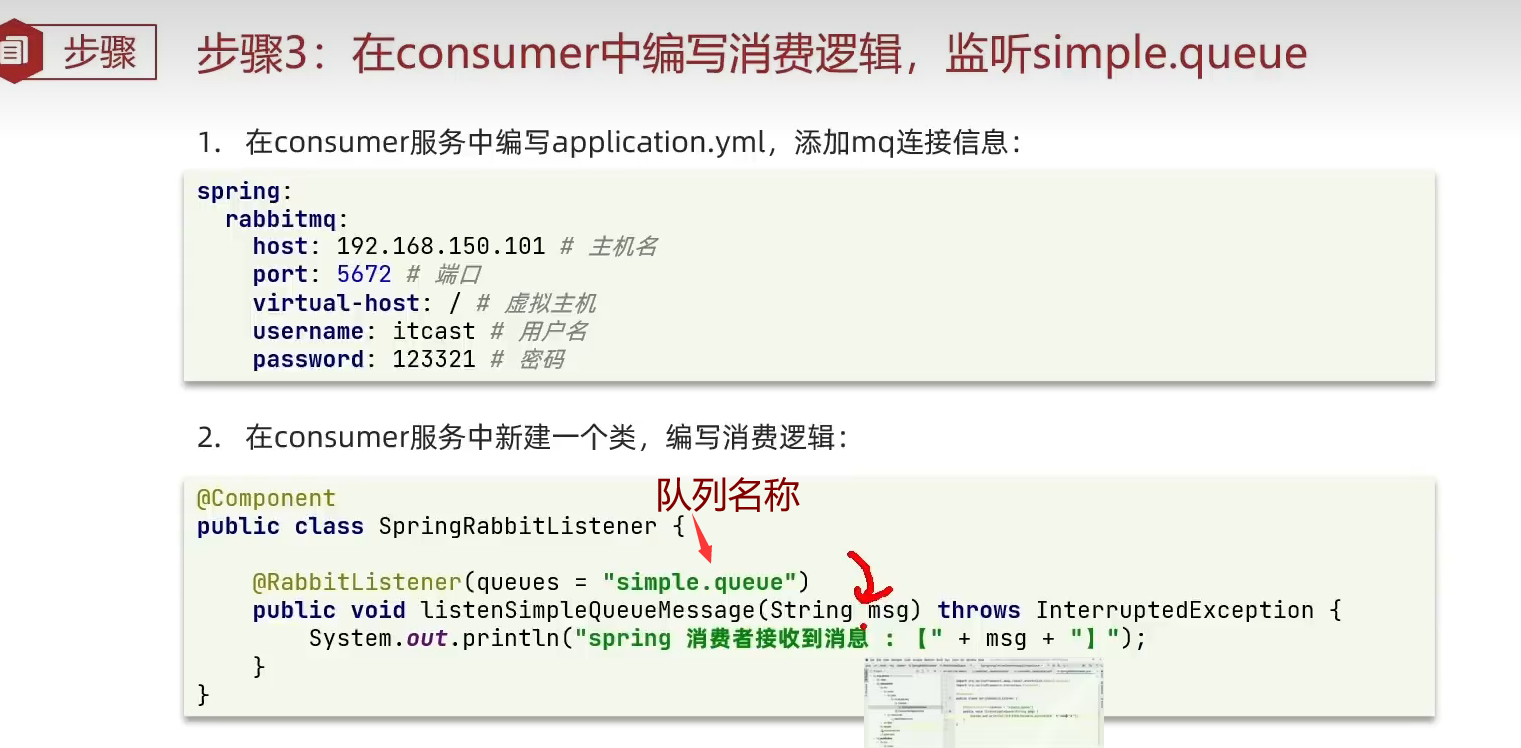 步骤
步骤3：在consumer中编写消费逻辑，监听simple.queue
1. 在consumer服务中编写application.yml，添加mq连接信息：
spring:
  rabbitmq:
    host: 192.168.150.101 # 主机名
    port: 5672 # 端口
    virtual-host: / # 虚拟主机
    username: itcast # 用户名
    password: 123321 # 密码
2. 在consumer服务中新建一个类，编写消费逻辑：
@Component
队列名称
public class SpringRabbitListener {
    @RabbitListener(queues = "simple.queue")
    public void listenSimpleQueueMessage(String msg) throws InterruptedException {
        System.out.println("spring 消费者接收到消息 : 【" + msg + "】");
    }
}